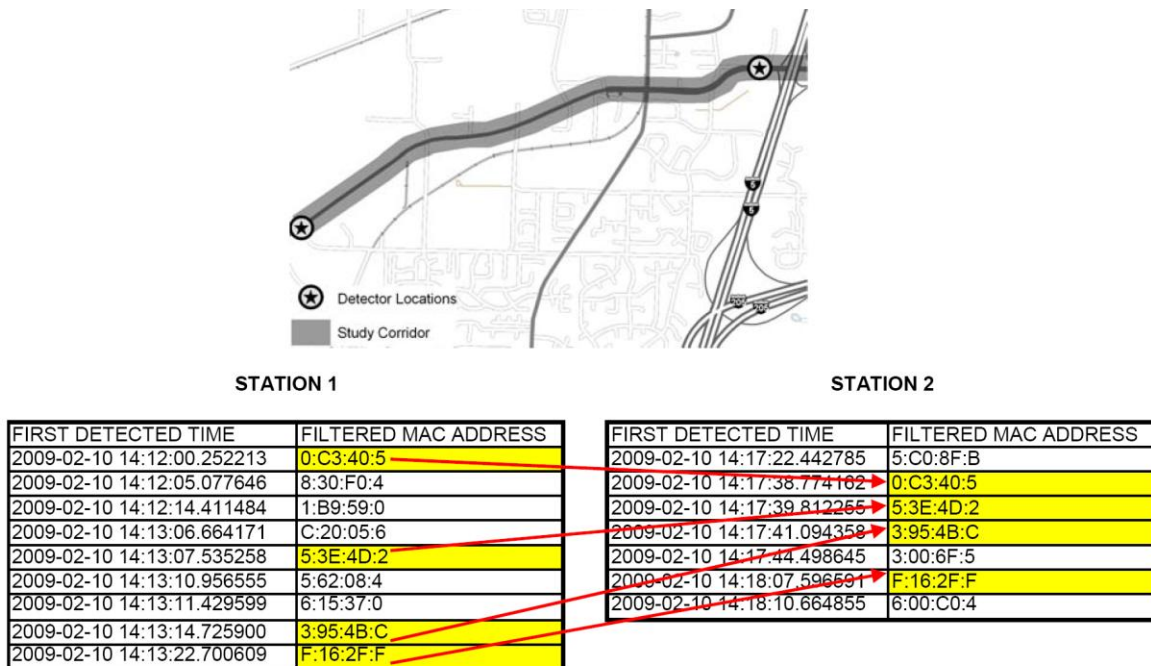 Detector Locations
Study Corridor
5
5
205
205
STATION 1
FIRST DETECTED TIME FILTERED MAC ADDRESS
2009-02-10 14:12:00.252213 0:C3:40:5
2009-02-10 14:12:05.077646 8:30:F0:4
2009-02-10 14:12:14.411484 1:B9:59:0
2009-02-10 14:13:06.664171 C:20:05:6
2009-02-10 14:13:07.535258 5:3E:4D:2
2009-02-10 14:13:10.956555 5:62:08:4
2009-02-10 14:13:11.429599 6:15:37:0
2009-02-10 14:13:14.725900 3:95:4B:C
2009-02-10 14:13:22.700609 F:16:2F:F
STATION 2
FIRST DETECTED TIME FILTERED MAC ADDRESS
2009-02-10 14:17:22.442785 5:C0:8F:B
2009-02-10 14:17:38.774162 0:C3:40:5
2009-02-10 14:17:39.812255 5:3E:4D:2
2009-02-10 14:17:41.094358 3:95:4B:C
2009-02-10 14:17:44.498645 3:00:6F:5
2009-02-10 14:18:07.596591 F:16:2F:F
2009-02-10 14:18:10.664855 6:00:C0:4